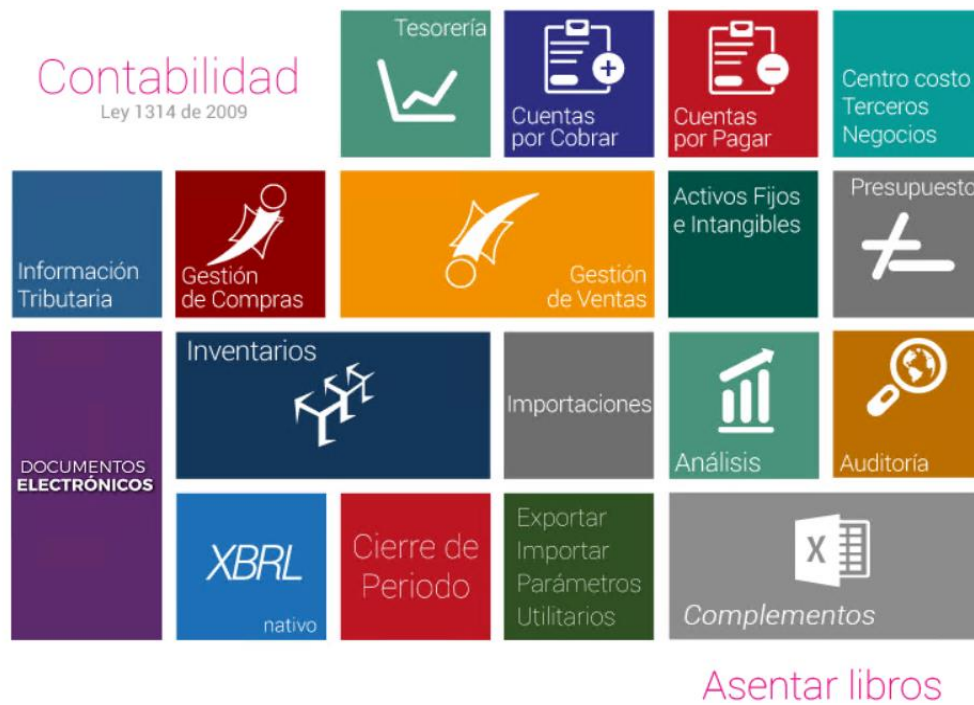 Contabilidad
Ley 1314 de 2009
Tesorería
Cuentas
por Cobrar
Cuentas
por Pagar
Centro costo
Terceros
Negocios
Información
Tributaria
Gestión
de Compras
Gestión
de Ventas
Activos Fijos
e Intangibles
Presupuesto
DOCUMENTOS
ELECTRÓNICOS
Inventarios
Importaciones
Análisis
Auditoría
XBRL
nativo
Cierre de
Periodo
Exportar
Importar
Parámetros
Utilitarios
X
Complementos
Asentar libros